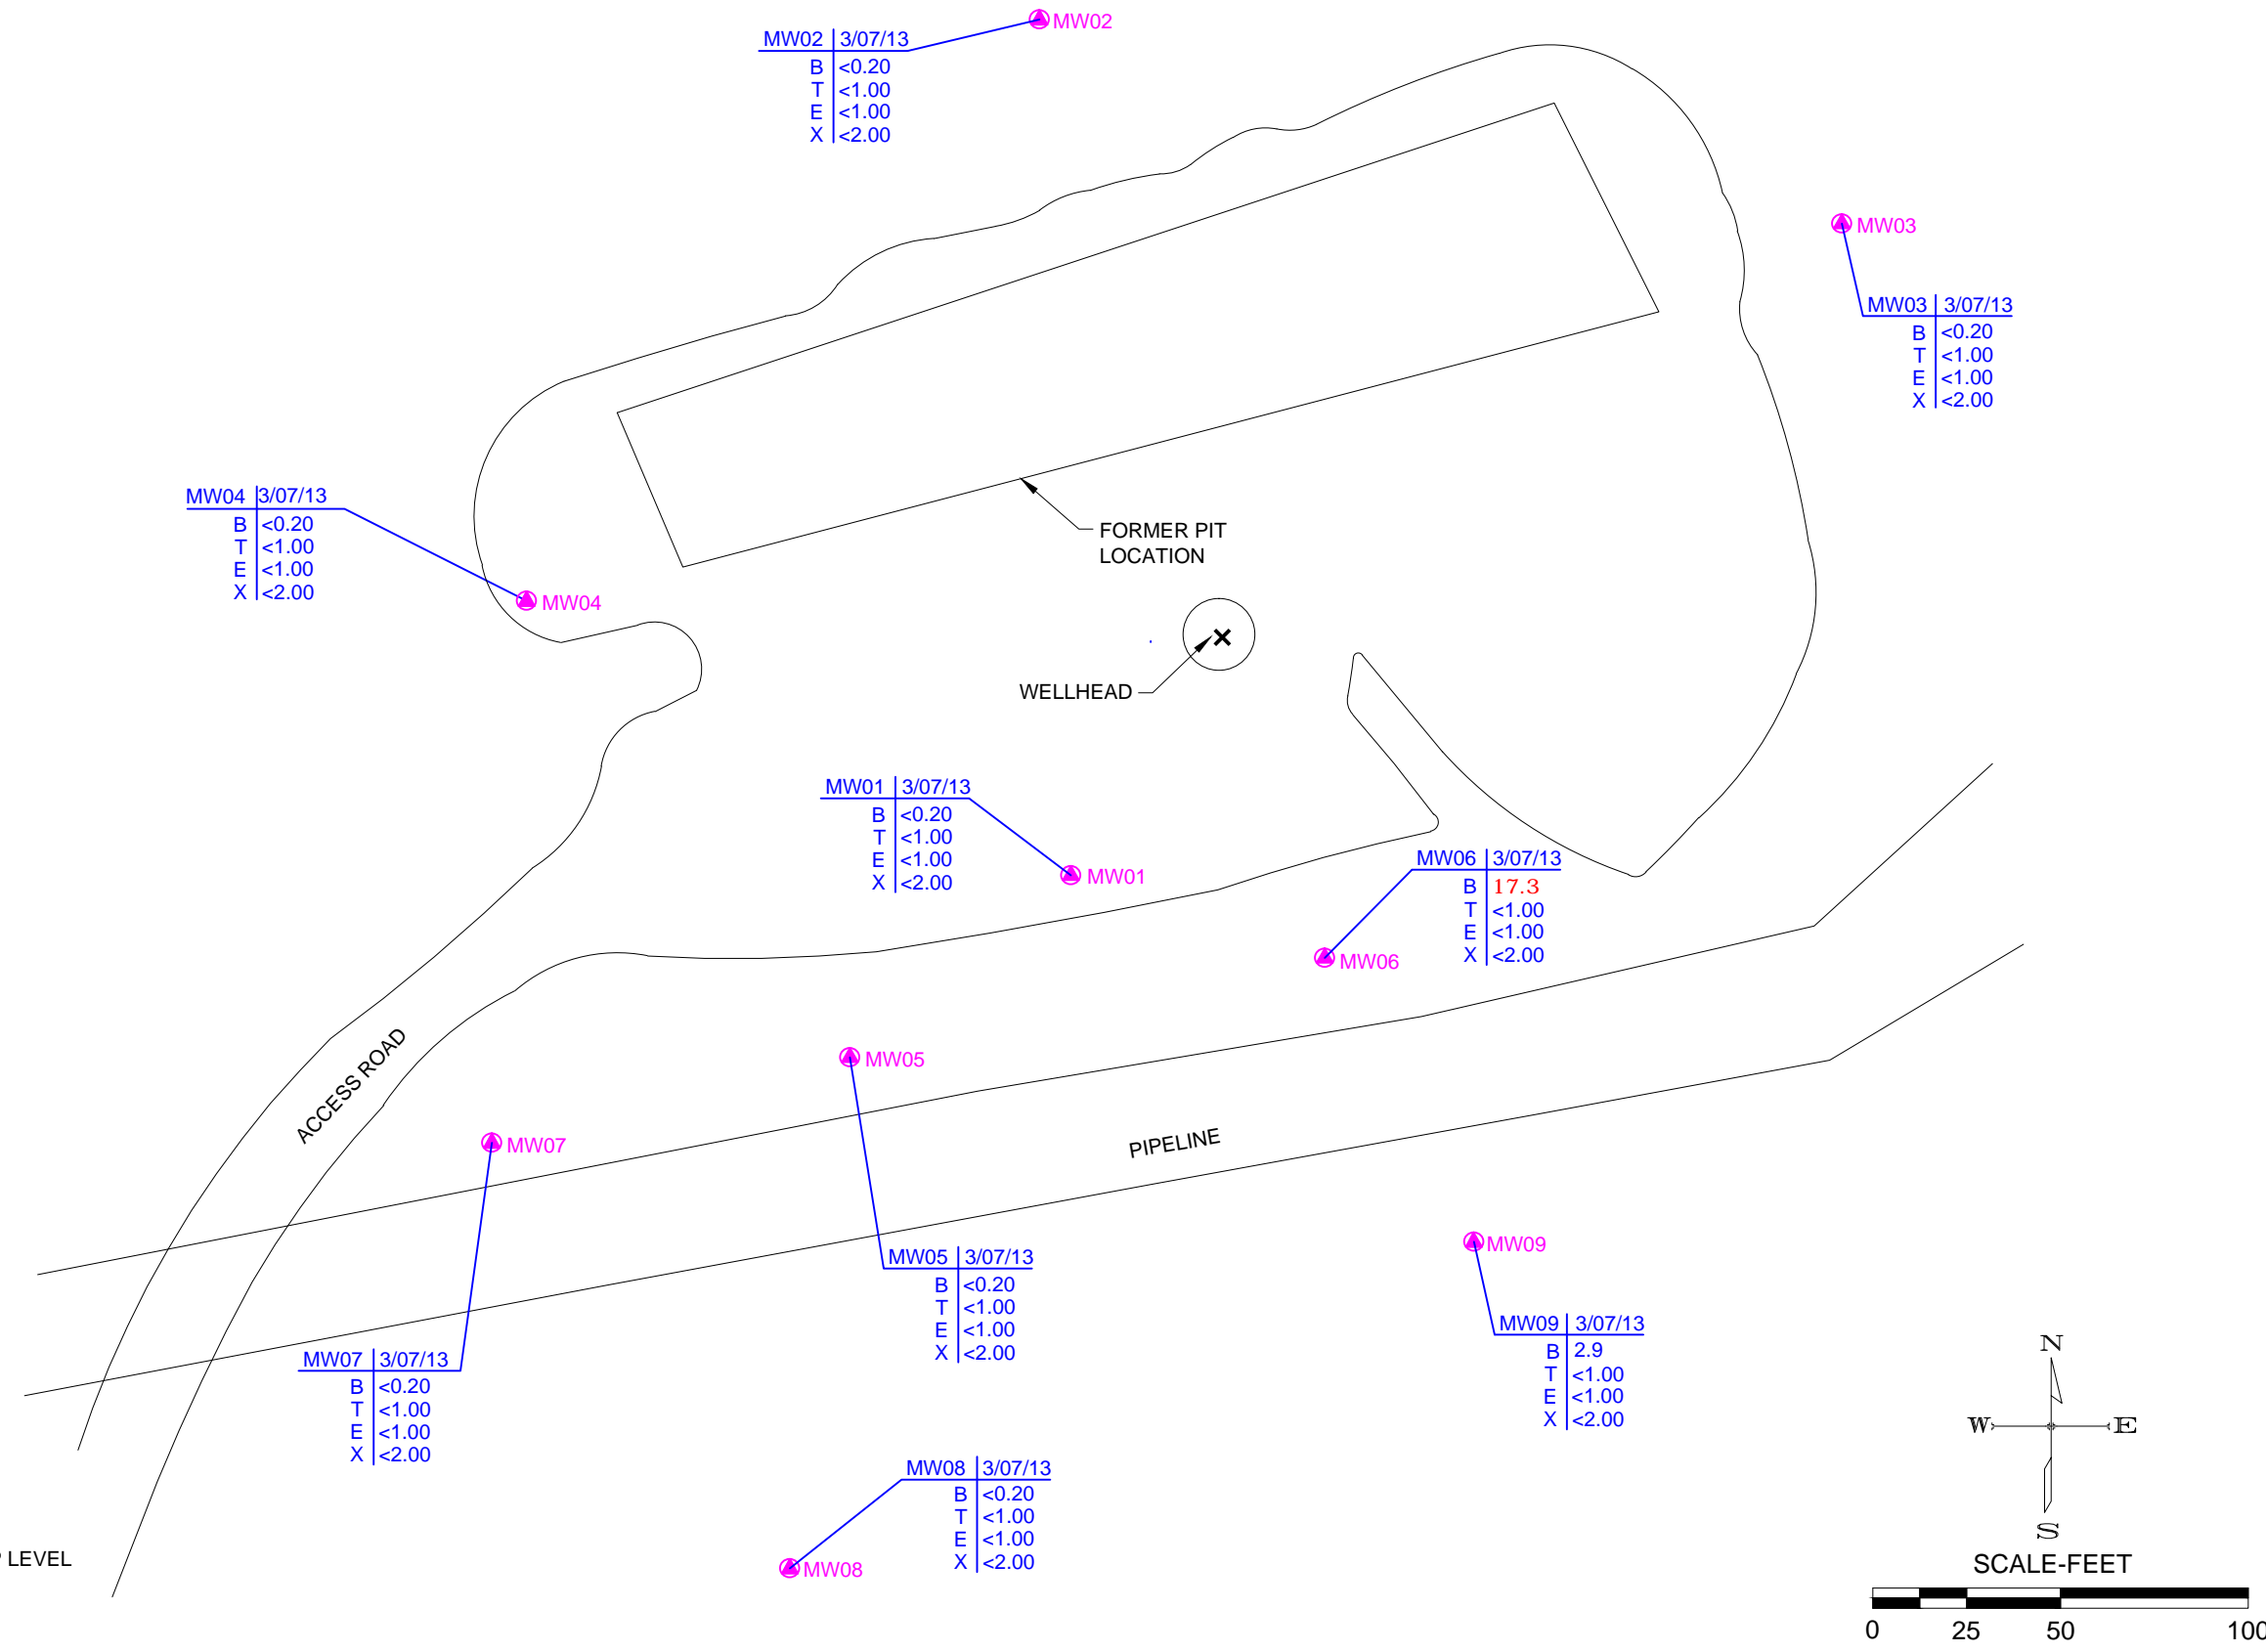 MW02
MW02 3/07/13
B <0.20
T <1.00
E <1.00
X <2.00
MW03
MW03 3/07/13
B <0.20
T <1.00
E <1.00
X <2.00
MW04 3/07/13
B <0.20
T <1.00
E <1.00
X <2.00
MW04
FORMER PIT
LOCATION
WELLHEAD
MW01 3/07/13
B <0.20
T <1.00
E <1.00
X <2.00
MW01
MW06 3/07/13
B 17.3
T <1.00
E <1.00
X <2.00
MW06
ACCESS ROAD
MW05
MW07
PIPELINE
MW05 3/07/13
B <0.20
T <1.00
E <1.00
X <2.00
MW09
MW09 3/07/13
B 2.9
T <1.00
E <1.00
X <2.00
MW07 3/07/13
B <0.20
T <1.00
E <1.00
X <2.00
MW08 3/07/13
B <0.20
T <1.00
E <1.00
X <2.00
MW08
LEVEL
N
W E
S
SCALE-FEET
0 25 50 100